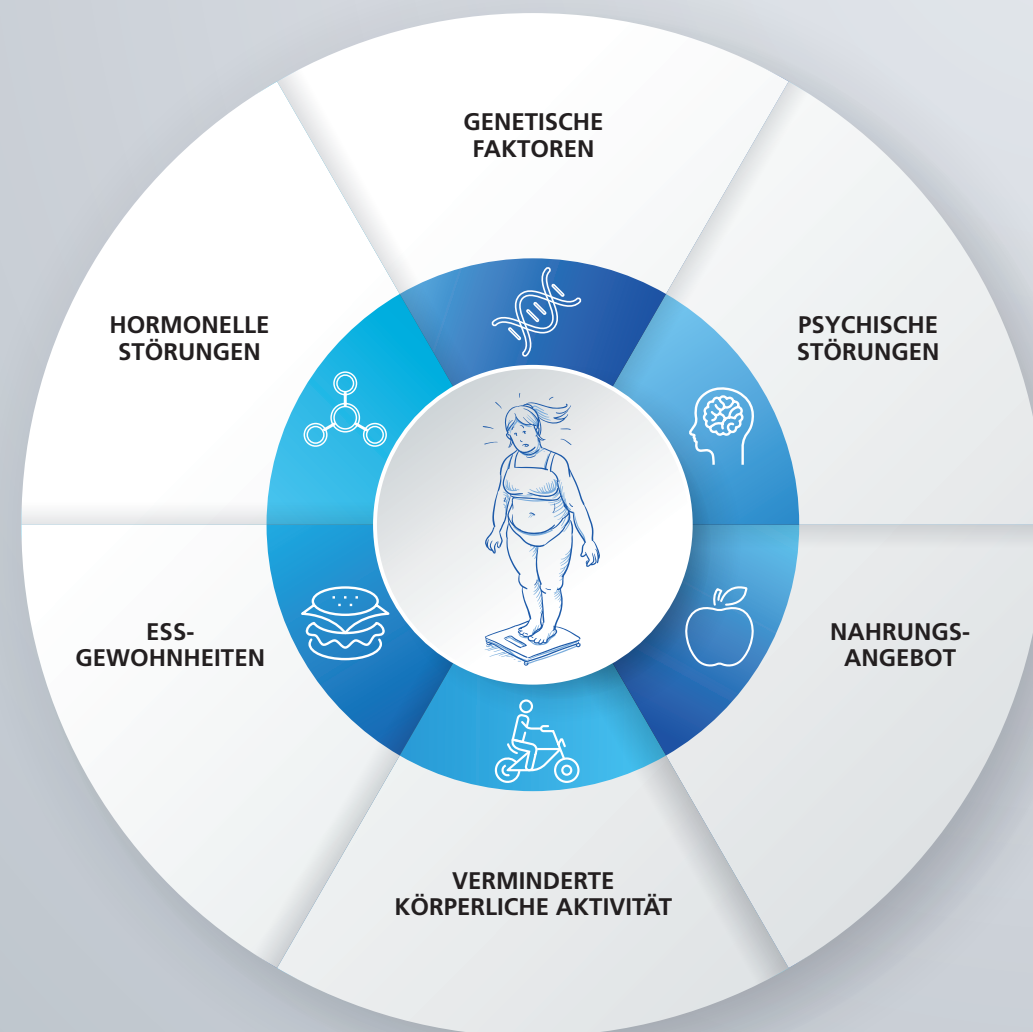 GENETISCHE
FAKTOREN
PSYCHISCHE
STÖRUNGEN
NAHRUNGS-
ANGEBOT
VERMINDERTE
KÖRPERLICHE AKTIVITÄT
ESS-
GEWOHNHEITEN
HORMONELLE
STÖRUNGEN